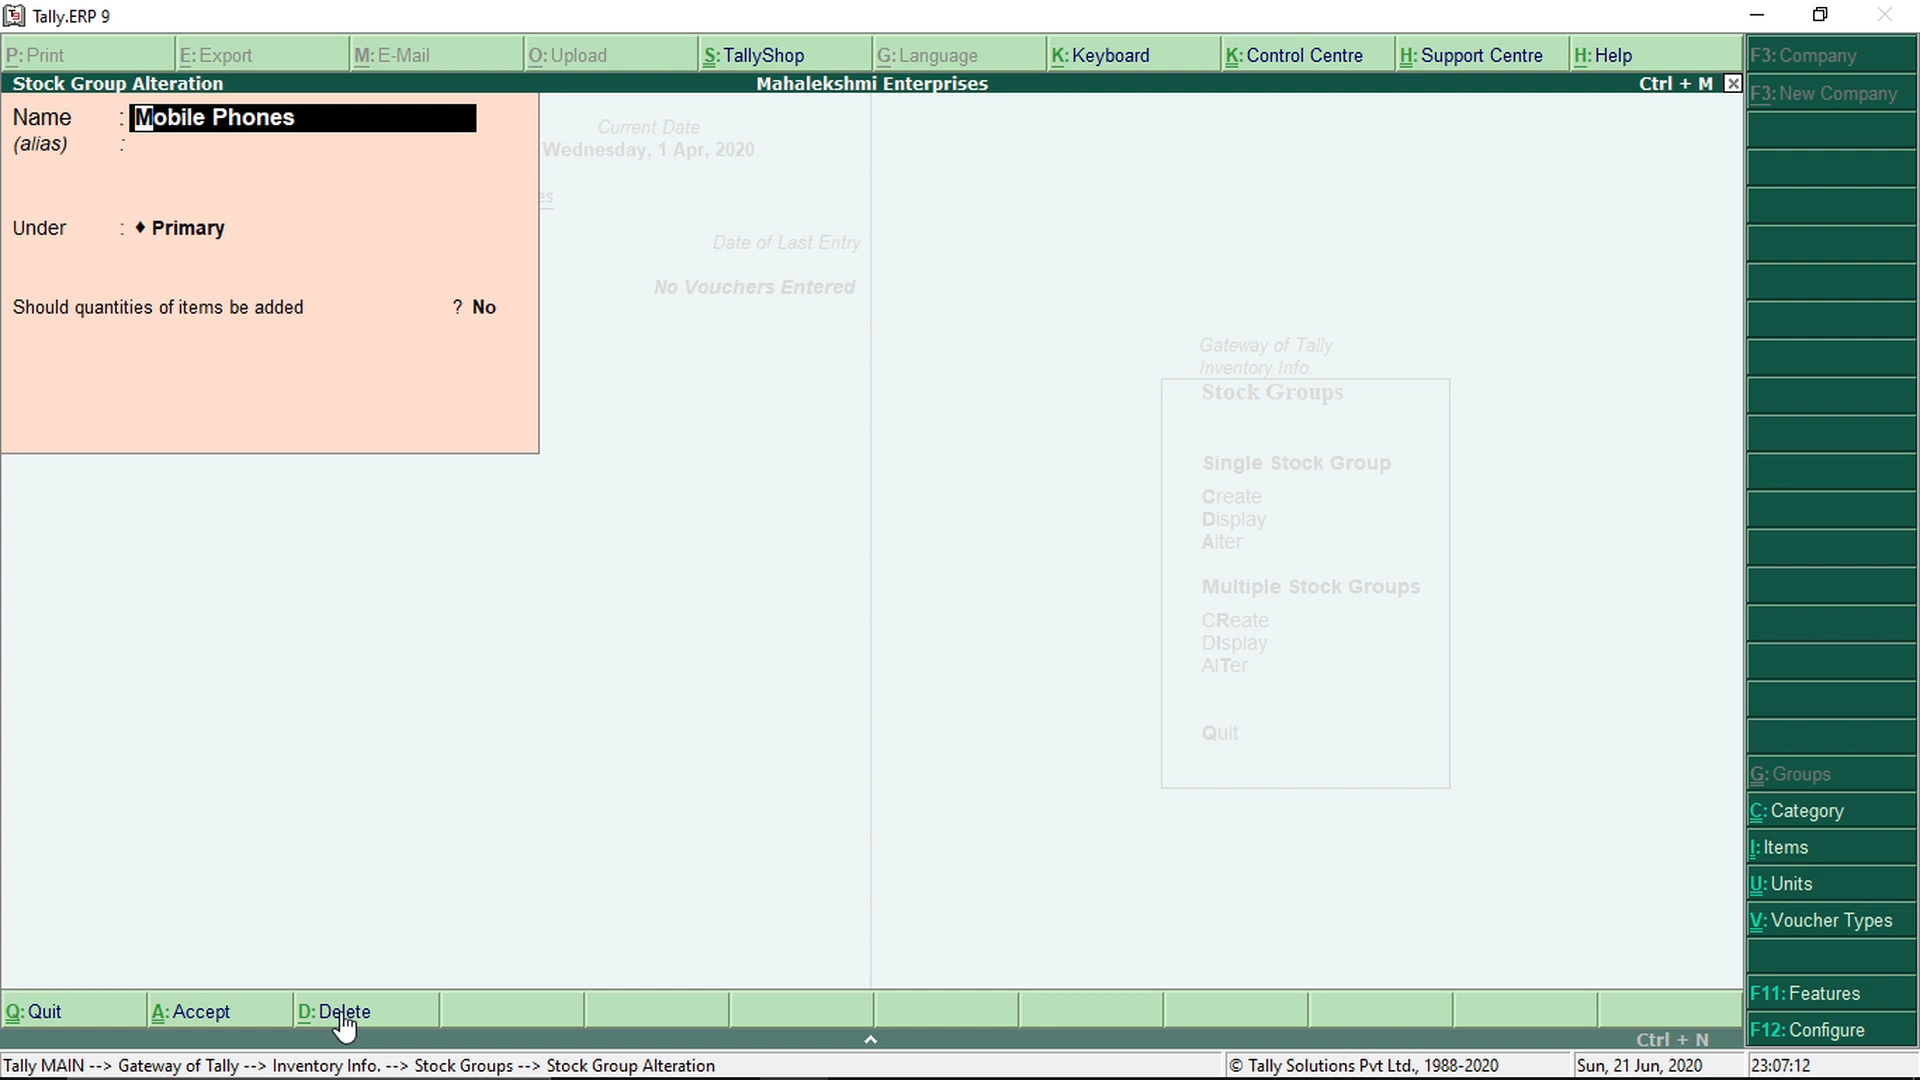 Tally.ERP 9
P: Print E: Export M: E-Mail O: Upload S: TallyShop G: Language K: Keyboard K: Control Centre H: Support Centre H: Help
Stock Group Alteration Mahalekshmi Enterprises Ctrl + M
Name : Mobile Phones
(alias) :
Under : ♦ Primary
Should quantities of items be added ? No
Current Date
Wednesday, 1 Apr, 2020
es
Date of Last Entry
No Vouchers Entered
Gateway of Tally
Inventory Info.
Stock Groups
Single Stock Group
Create
Display
Alter
Multiple Stock Groups
CReate
DIsplay
AlTer
Quit
F3: Company
F3: New Company
G: Groups
C: Category
I: Items
U: Units
V: Voucher Types
F11: Features
F12: Configure
Q: Quit A: Accept D: Delete
Ctrl + N
Tally MAIN --> Gateway of Tally --> Inventory Info. --> Stock Groups --> Stock Group Alteration © Tally Solutions Pvt Ltd., 1988-2020 Sun, 21 Jun, 2020 23:07:12